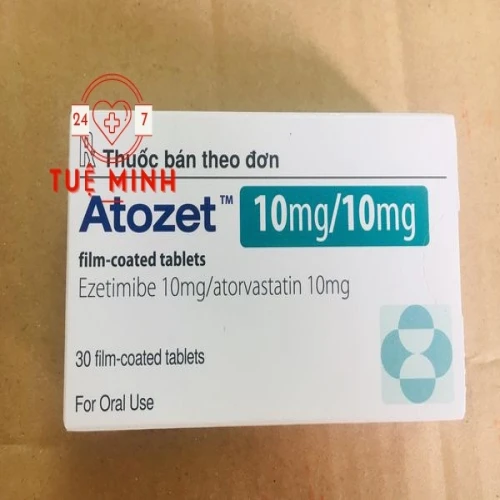 24 7
℞ Thuốc bán theo đơn
TUỆ MINH
Atozet™ 10mg/10mg
film-coated tablets
Ezetimibe 10mg/atorvastatin 10mg
30 film-coated tablets
For Oral Use